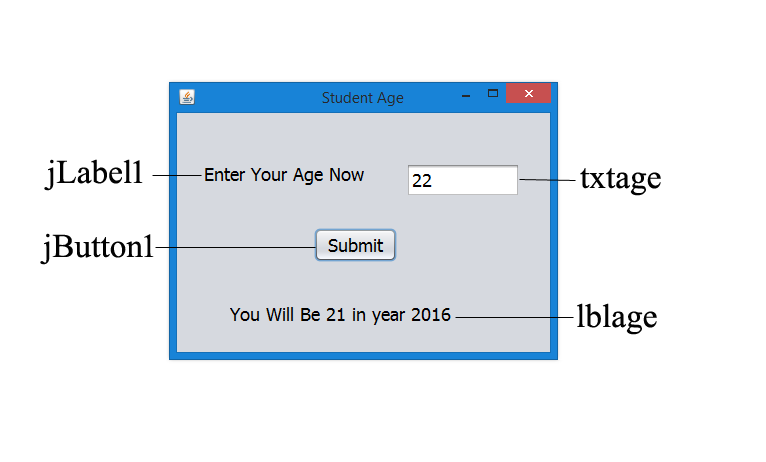 Student Age
jLabel1
Enter Your Age Now
22
txtage
jButton1
Submit
You Will Be 21 in year 2016
lblage